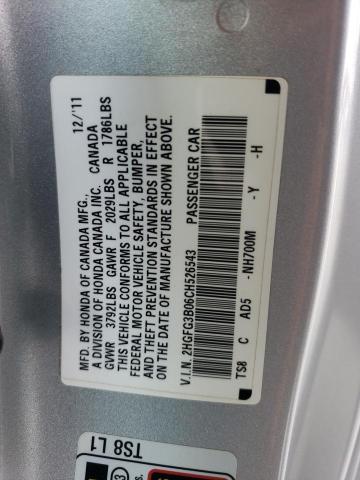 MFD. BY HONDA OF CANADA MFG., 12/'11
A DIVISION OF HONDA CANADA INC. CANADA
GVWR 3792LBS GAWR F 2029LBS R 1786LBS
THIS VEHICLE CONFORMS TO ALL APPLICABLE
FEDERAL MOTOR VEHICLE SAFETY, BUMPER,
AND THEFT PREVENTION STANDARDS IN EFFECT
ON THE DATE OF MANUFACTURE SHOWN ABOVE.
V.I.N. 2HGFG3B06CH526543 PASSENGER CAR
TS8 C AD5 -NH700M -Y -H
TS8 L1